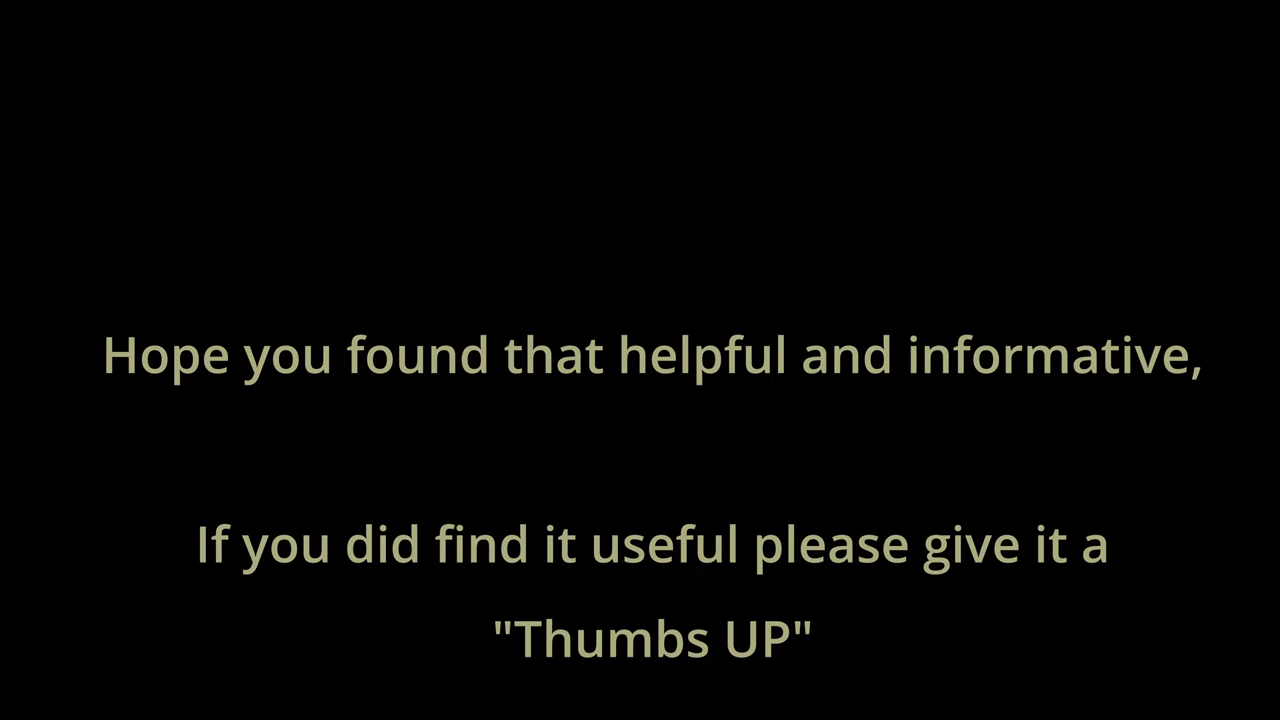 Hope you found that helpful and informative,
If you did find it useful please give it a
"Thumbs UP"